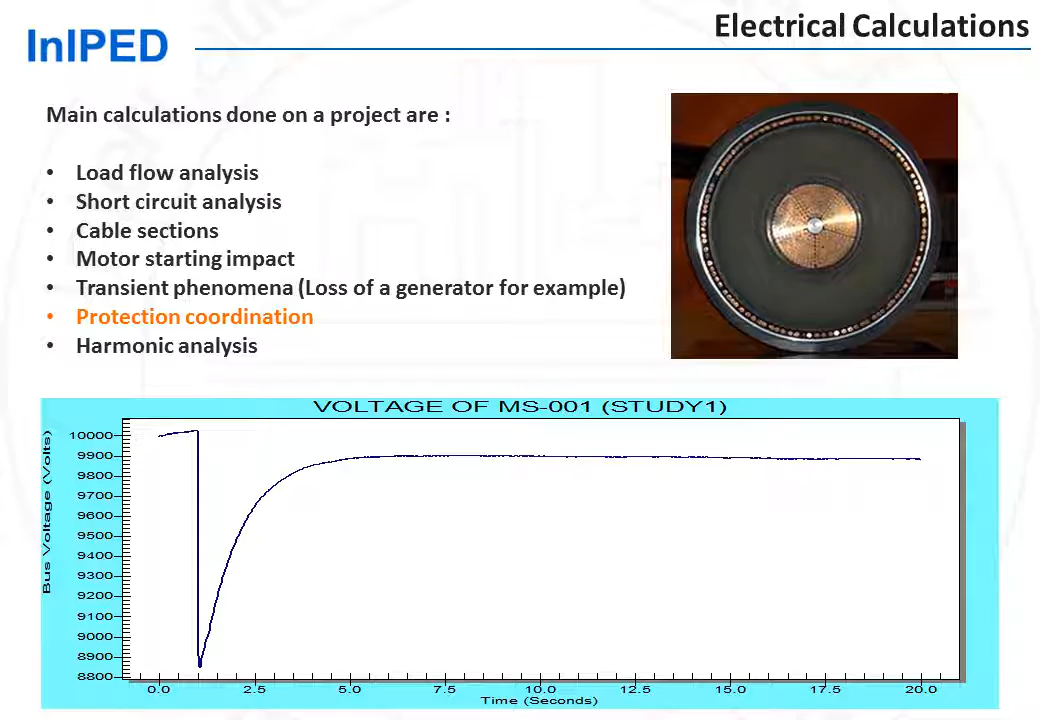 Electrical Calculations
InIPED
Main calculations done on a project are :
• Load flow analysis
• Short circuit analysis
• Cable sections
• Motor starting impact
• Transient phenomena (Loss of a generator for example)
• Protection coordination
• Harmonic analysis
VOLTAGE OF MS-001 (STUDY1)
Bus Voltage (Volts)
10000
9900
9800
9700
9600
9500
9400
9300
9200
9100
9000
8900
8800
0.0 2.5 5.0 7.5 10.0 12.5 15.0 17.5 20.0
Time (Seconds)